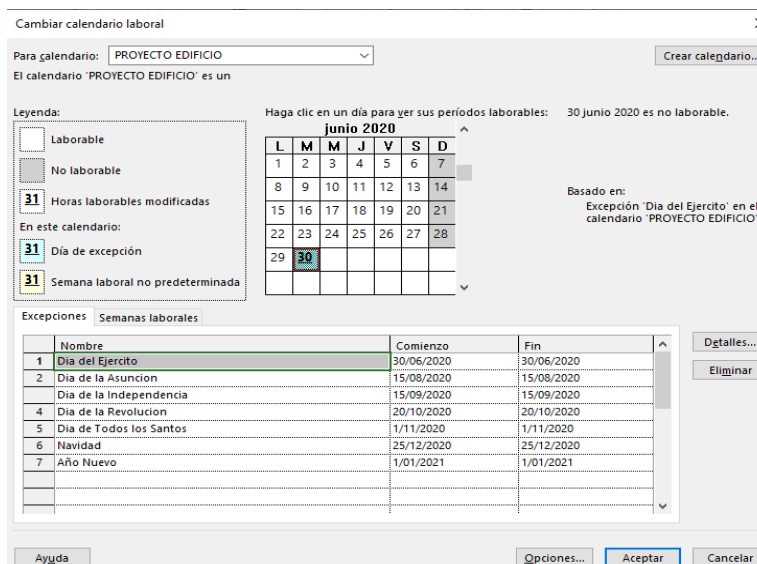 Cambiar calendario laboral
Para calendario: PROYECTO EDIFICIO
Crear calendario...
El calendario 'PROYECTO EDIFICIO' es un
Leyenda:
Laborable
No laborable
31 Horas laborables modificadas
En este calendario:
31 Día de excepción
31 Semana laboral no predeterminada
Haga clic en un día para ver sus períodos laborables:
junio 2020
L M M J V S D
1 2 3 4 5 6 7
8 9 10 11 12 13 14
15 16 17 18 19 20 21
22 23 24 25 26 27 28
29 30
30 junio 2020 es no laborable.
Basado en:
Excepción 'Dia del Ejercito' en el
calendario 'PROYECTO EDIFICIO'
Excepciones Semanas laborales
Nombre Comienzo Fin
1 Dia del Ejercito 30/06/2020 30/06/2020
2 Dia de la Asuncion 15/08/2020 15/08/2020
Dia de la Independencia 15/09/2020 15/09/2020
4 Dia de la Revolucion 20/10/2020 20/10/2020
5 Dia de Todos los Santos 1/11/2020 1/11/2020
6 Navidad 25/12/2020 25/12/2020
7 Año Nuevo 1/01/2021 1/01/2021
Detalles...
Eliminar
Ayuda
Opciones... Aceptar Cancelar